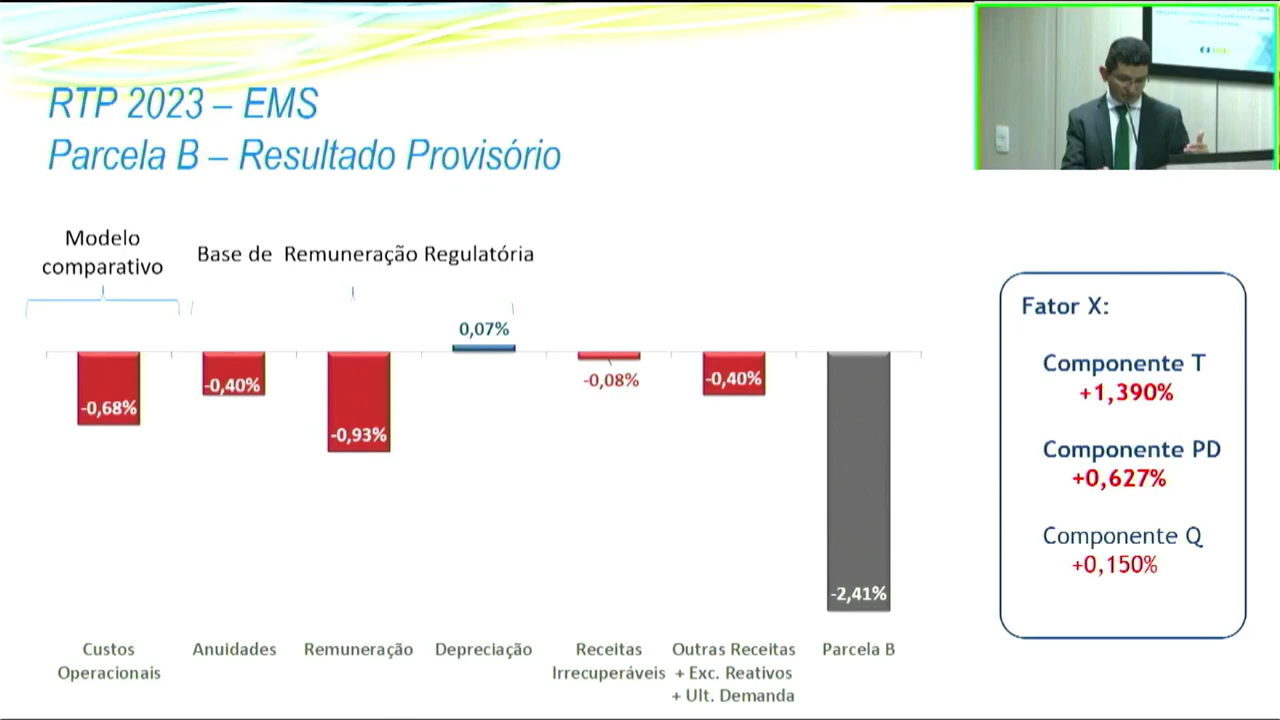 RTP 2023 – EMS
Parcela B – Resultado Provisório
Modelo
comparativo
Base de Remuneração Regulatória
-0,68%
-0,40%
-0,93%
0,07%
-0,08%
-0,40%
-2,41%
Custos
Operacionais
Anuidades
Remuneração
Depreciação
Receitas
Irrecuperáveis
Outras Receitas
+ Exc. Reativos
+ Ult. Demanda
Parcela B
Fator X:
Componente T
+1,390%
Componente PD
+0,627%
Componente Q
+0,150%